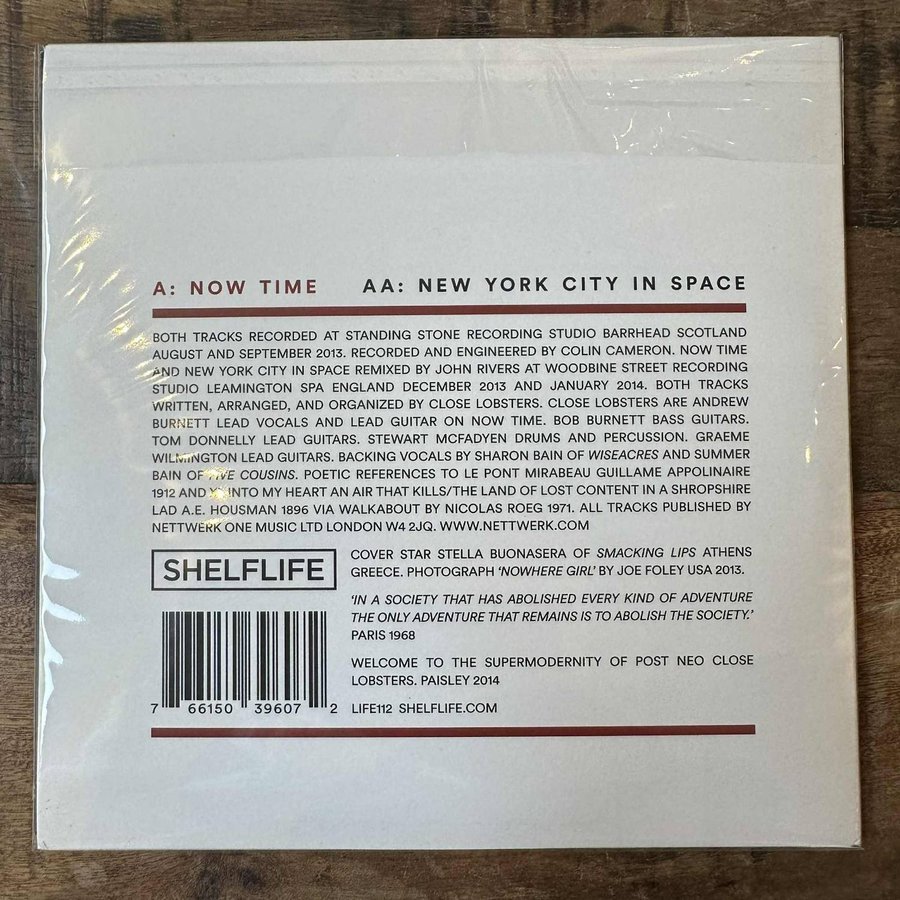 A: NOW TIME AA: NEW YORK CITY IN SPACE
BOTH TRACKS RECORDED AT STANDING STONE RECORDING STUDIO BARRHEAD SCOTLAND
AUGUST AND SEPTEMBER 2013. RECORDED AND ENGINEERED BY COLIN CAMERON. NOW TIME
AND NEW YORK CITY IN SPACE REMIXED BY JOHN RIVERS AT WOODBINE STREET RECORDING
STUDIO LEAMINGTON SPA ENGLAND DECEMBER 2013 AND JANUARY 2014. BOTH TRACKS
WRITTEN, ARRANGED, AND ORGANIZED BY CLOSE LOBSTERS. CLOSE LOBSTERS ARE ANDREW
BURNETT LEAD VOCALS AND LEAD GUITAR ON NOW TIME. BOB BURNETT BASS GUITARS.
TOM DONNELLY LEAD GUITARS. STEWART MCFADYEN DRUMS AND PERCUSSION. GRAEME
WILMINGTON LEAD GUITARS. BACKING VOCALS BY SHARON BAIN OF WISEACRES AND SUMMER
BAIN OF FIVE COUSINS. POETIC REFERENCES TO LE PONT MIRABEAU GUILLAME APPOLINAIRE
1912 AND INTO MY HEART AN AIR THAT KILLS/THE LAND OF LOST CONTENT IN A SHROPSHIRE
LAD A.E. HOUSMAN 1896 VIA WALKABOUT BY NICOLAS ROEG 1971. ALL TRACKS PUBLISHED BY
NETTWERK ONE MUSIC LTD LONDON W4 2JQ. WWW.NETTWERK.COM
SHELFLIFE
COVER STAR STELLA BUONASERA OF SMACKING LIPS ATHENS
GREECE. PHOTOGRAPH 'NOWHERE GIRL' BY JOE FOLEY USA 2013.
'IN A SOCIETY THAT HAS ABOLISHED EVERY KIND OF ADVENTURE
THE ONLY ADVENTURE THAT REMAINS IS TO ABOLISH THE SOCIETY.'
PARIS 1968
WELCOME TO THE SUPERMODERNITY OF POST NEO CLOSE
LOBSTERS. PAISLEY 2014
7 66150 39607 2
LIFE112 SHELFLIFE.COM